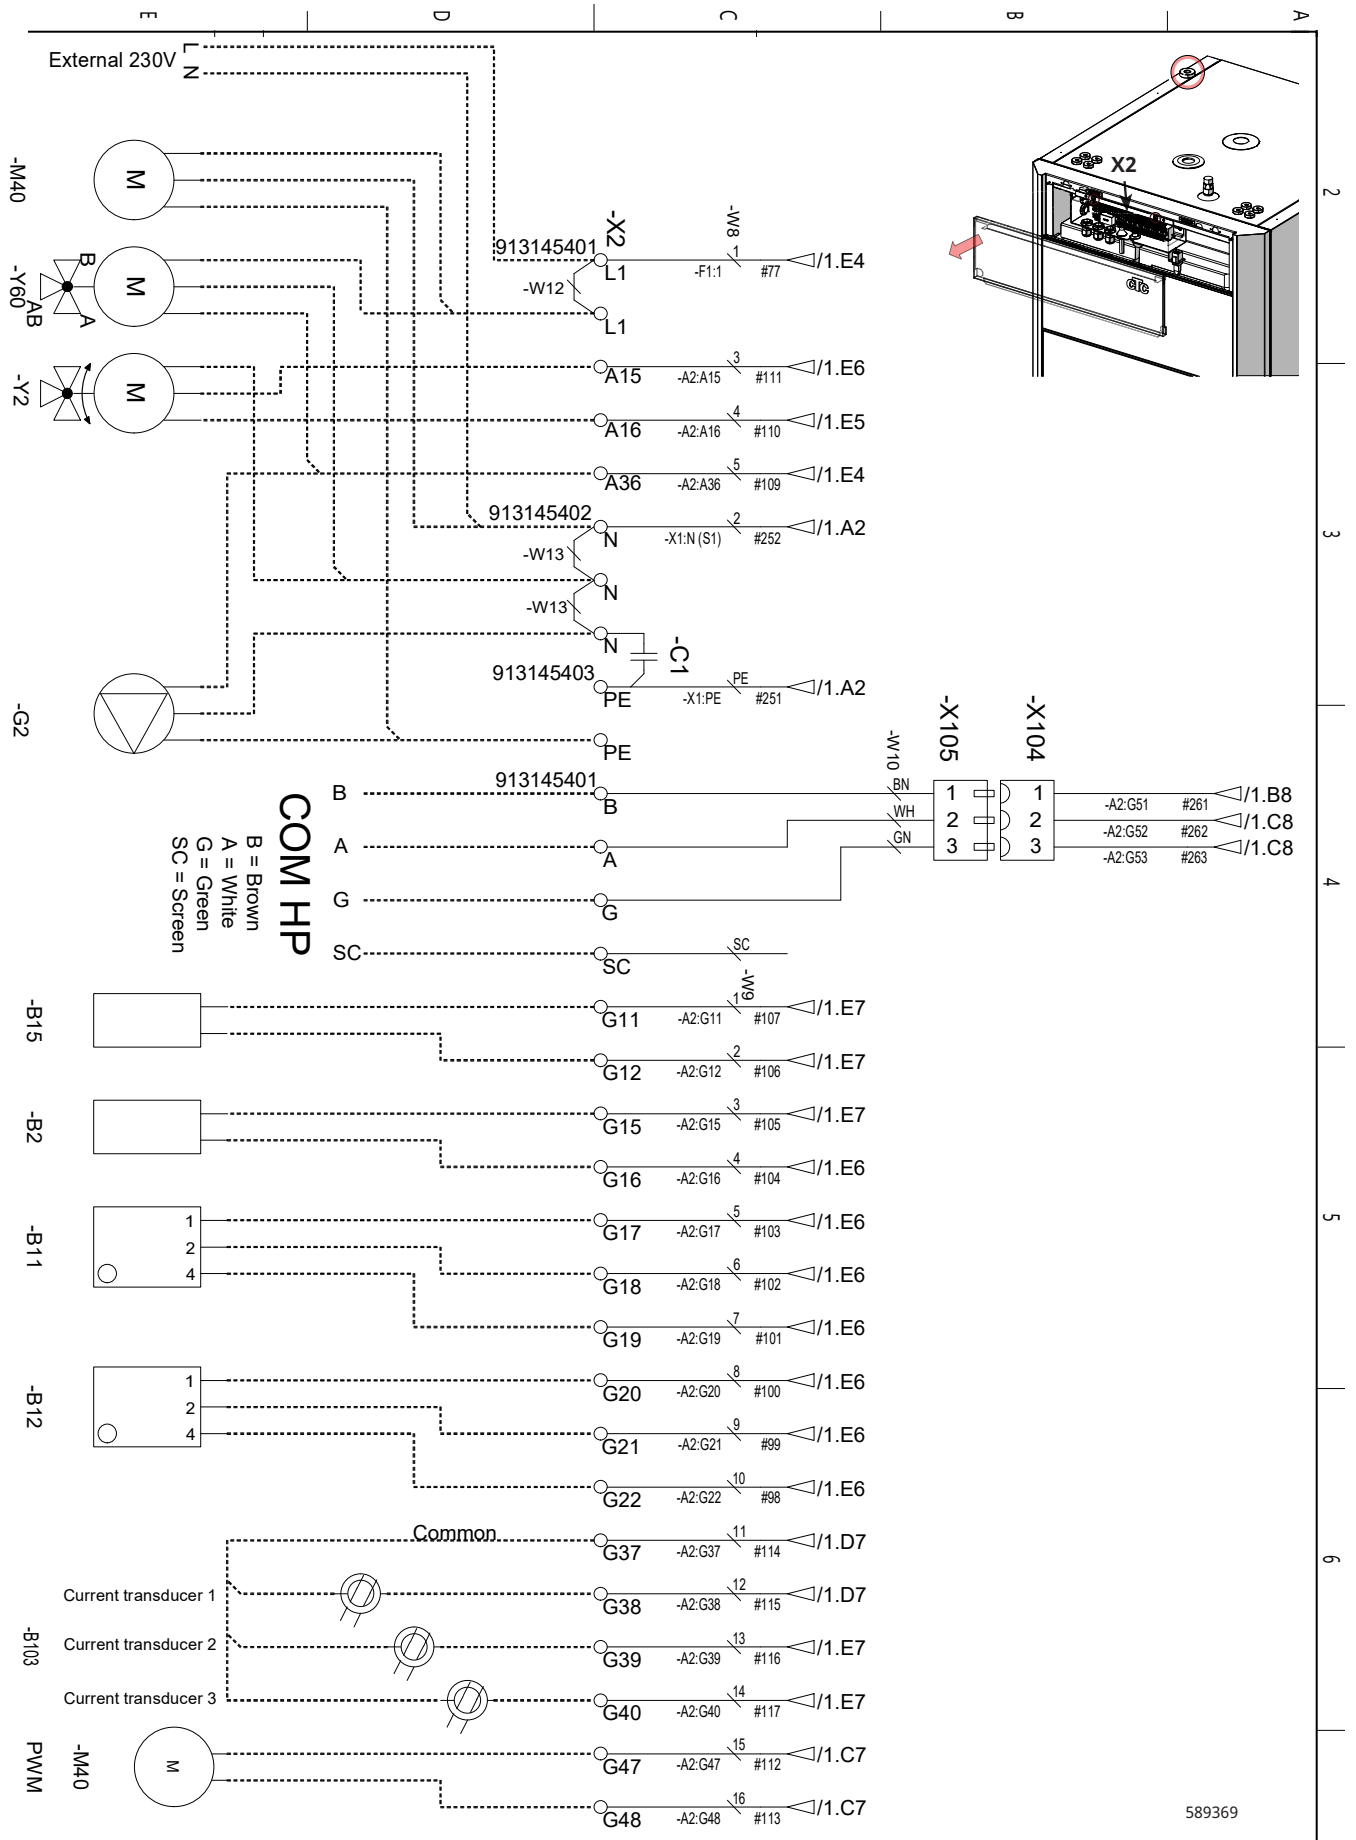 E D C B A
External 230V
L
N
2
X2
CTC
-M40
M
-X2
-W8
913145401
L1
-F1:1
1
#77
/1.E4
-W12
L1
B
A
AB
-Y60
M
A15
-A2:A15
3
#111
/1.E6
-Y2
M
A16
-A2:A16
4
#110
/1.E5
A36
-A2:A36
5
#109
/1.E4
3
913145402
N
-X1:N (S1)
2
#252
/1.A2
-W13
N
-W13
N
-C1
913145403
PE
-X1:PE
PE
#251
/1.A2
-G2
PE
-W10
-X105
-X104
B
913145401
B
BN
1
1
-A2:G51
#261
/1.B8
WH
2
2
-A2:G52
#262
/1.C8
A
A
GN
3
3
-A2:G53
#263
/1.C8
4
G
G
SC
SC
SC
COM HP
B = Brown
A = White
G = Green
SC = Screen
-W9
-B15
G11
-A2:G11
1
#107
/1.E7
G12
-A2:G12
2
#106
/1.E7
-B2
G15
-A2:G15
3
#105
/1.E7
G16
-A2:G16
4
#104
/1.E6
5
-B11
1
2
4
G17
-A2:G17
5
#103
/1.E6
G18
-A2:G18
6
#102
/1.E6
G19
-A2:G19
7
#101
/1.E6
-B12
1
2
4
G20
-A2:G20
8
#100
/1.E6
G21
-A2:G21
9
#99
/1.E6
G22
-A2:G22
10
#98
/1.E6
6
Common
G37
-A2:G37
11
#114
/1.D7
-B103
Current transducer 1
G38
-A2:G38
12
#115
/1.D7
Current transducer 2
G39
-A2:G39
13
#116
/1.E7
Current transducer 3
G40
-A2:G40
14
#117
/1.E7
PWM
-M40
M
G47
-A2:G47
15
#112
/1.C7
G48
-A2:G48
16
#113
/1.C7
589369